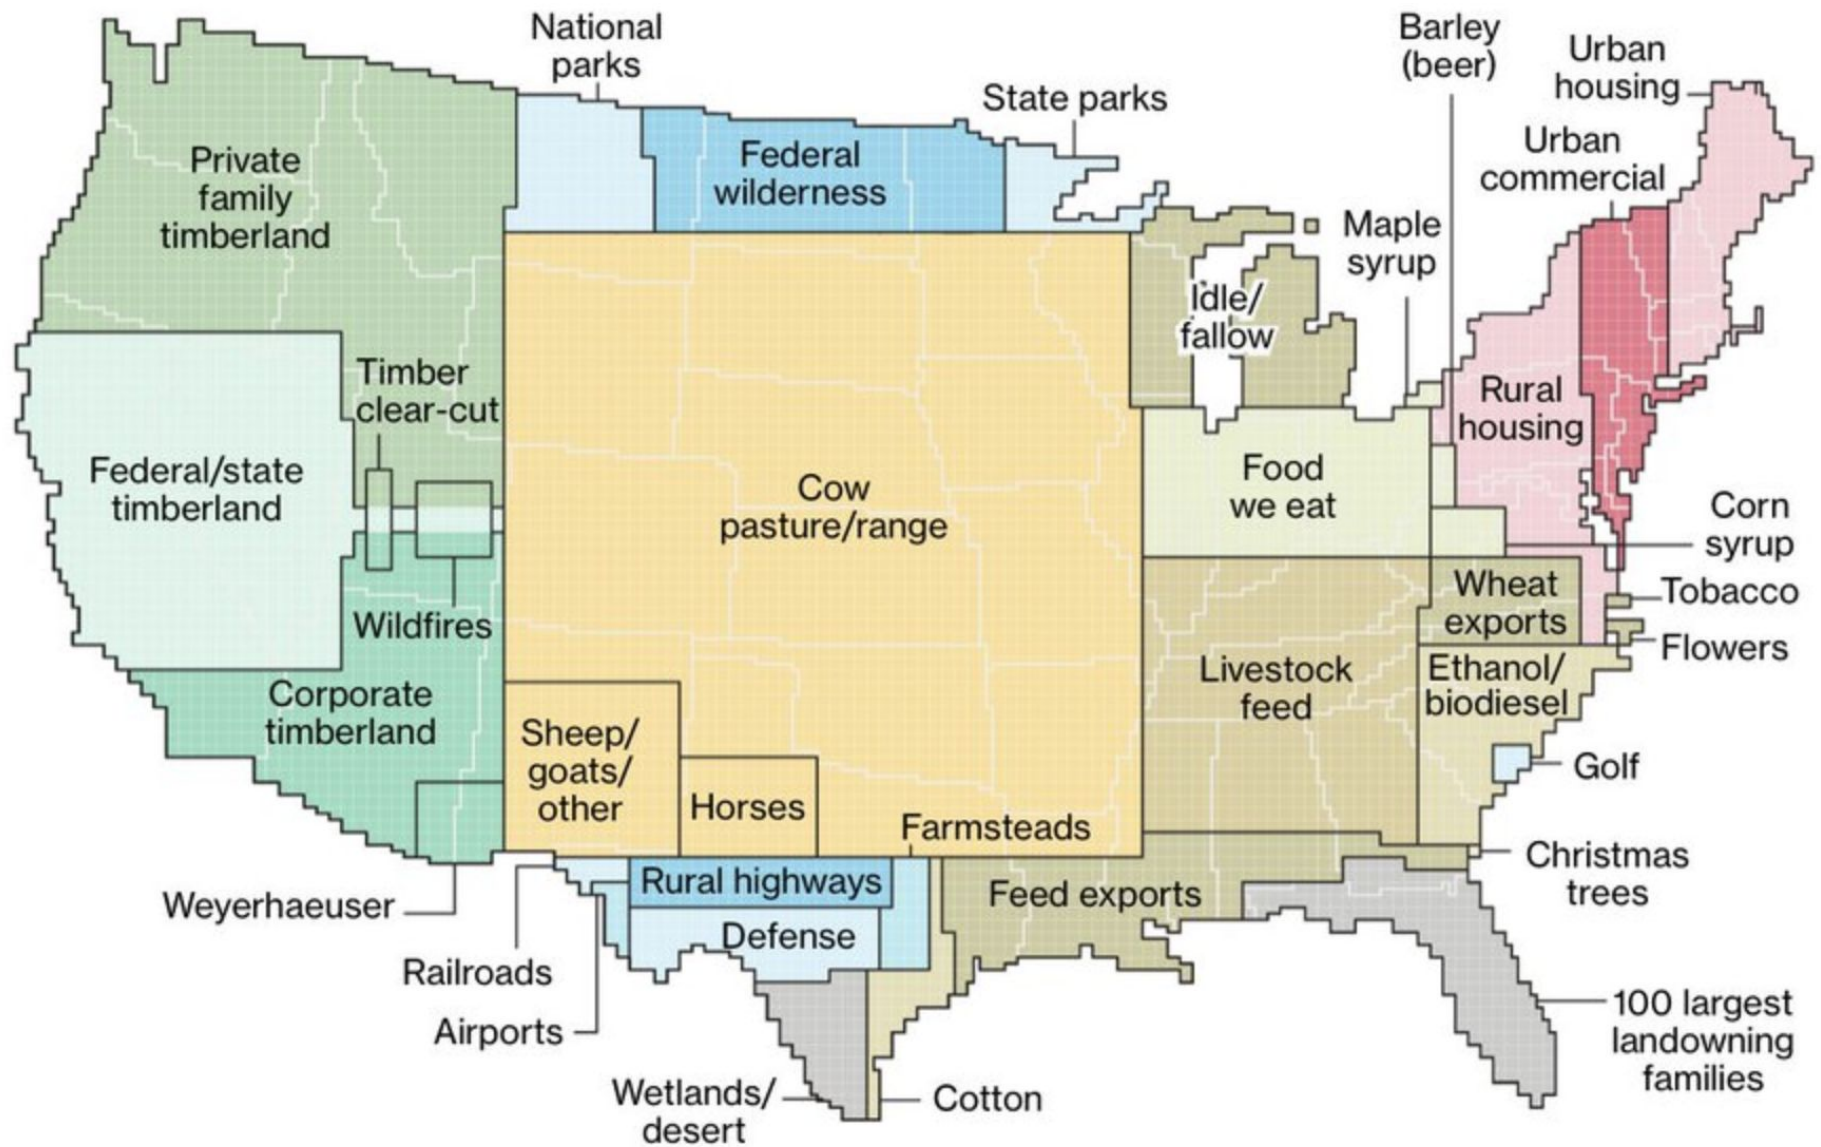 National
parks
Barley
(beer)
Urban
housing
State parks
Urban
commercial
Private
family
timberland
Federal
wilderness
Maple
syrup
Idle/
fallow
Timber
clear-cut
Rural
housing
Federal/state
timberland
Cow
pasture/range
Food
we eat
Corn
syrup
Wildfires
Wheat
exports
Tobacco
Flowers
Corporate
timberland
Livestock
feed
Ethanol/
biodiesel
Sheep/
goats/
other
Horses
Golf
Farmsteads
Christmas
trees
Weyerhaeuser
Rural highways
Feed exports
Defense
Railroads
Airports
100 largest
landowning
families
Wetlands/
desert
Cotton